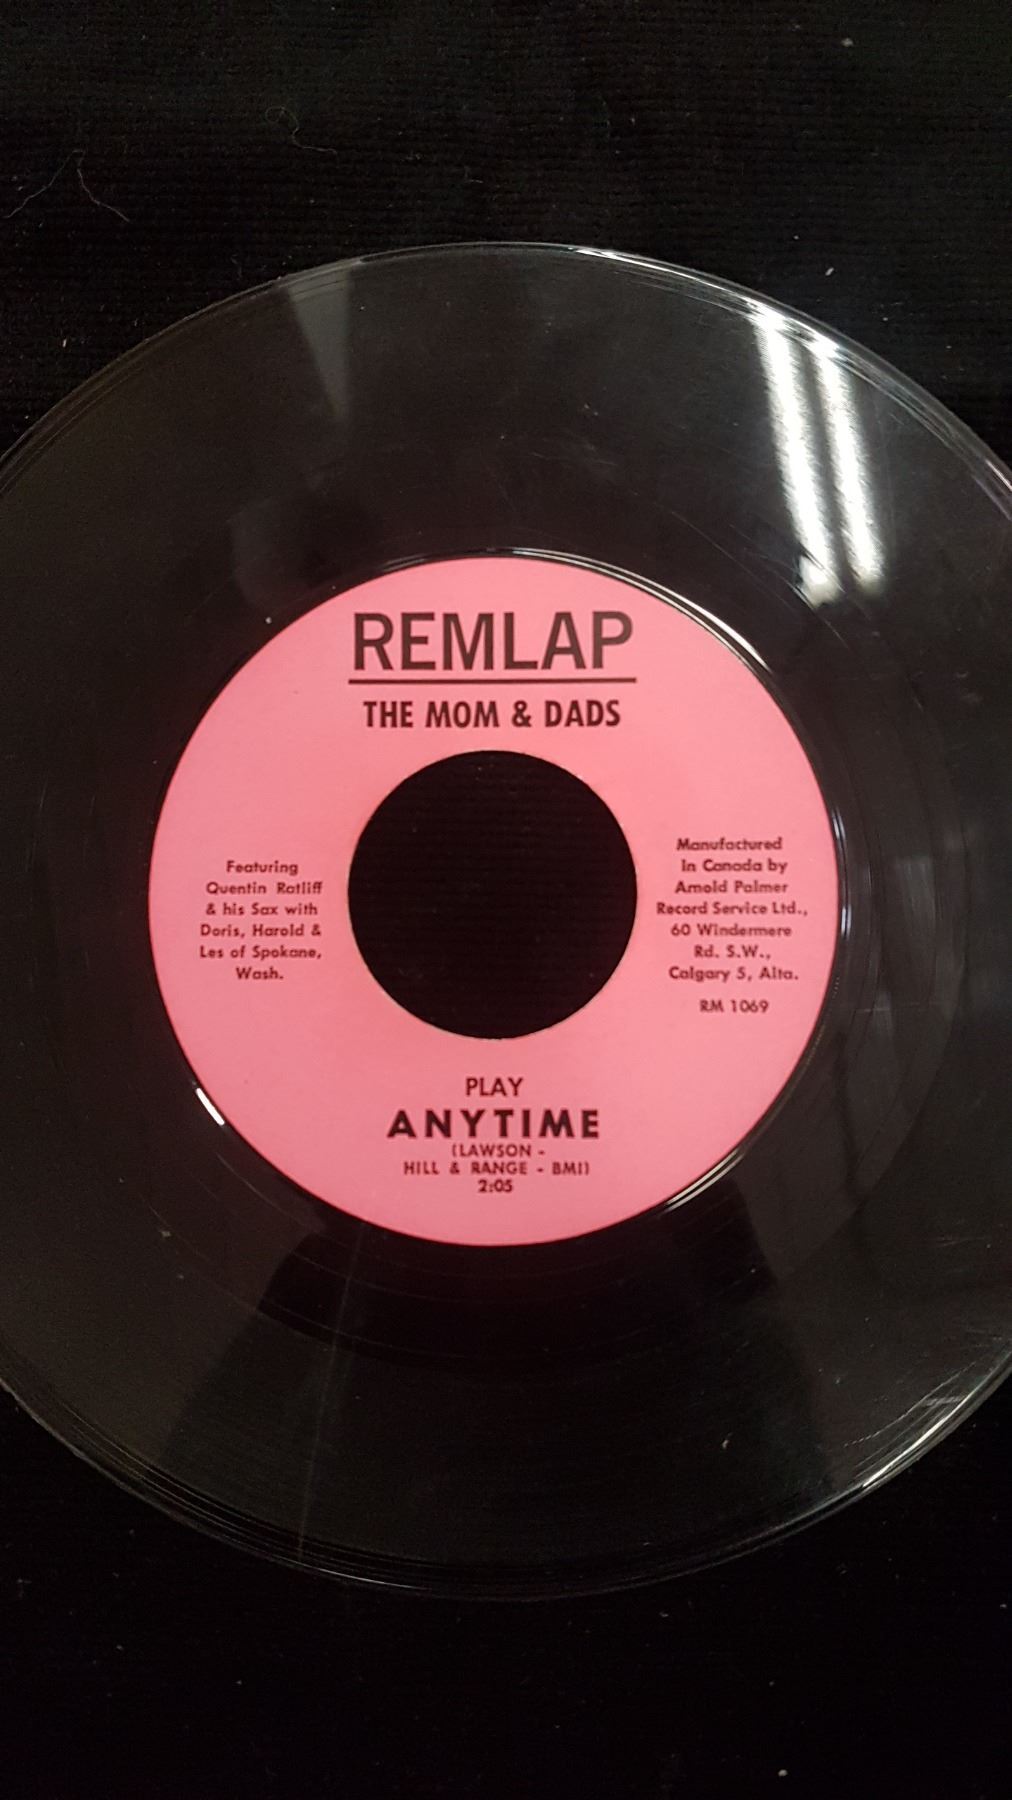 REMLAP
THE MOM & DADS
Featuring
Quentin Ratliff
& his Sax with
Doris, Harold &
Les of Spokane,
Wash.
Manufactured
In Canada by
Arnold Palmer
Record Service Ltd.,
60 Windermere
Rd. S.W.,
Calgary 5, Alta.
RM 1069
PLAY
ANYTIME
(LAWSON -
HILL & RANGE - BMI)
2:05